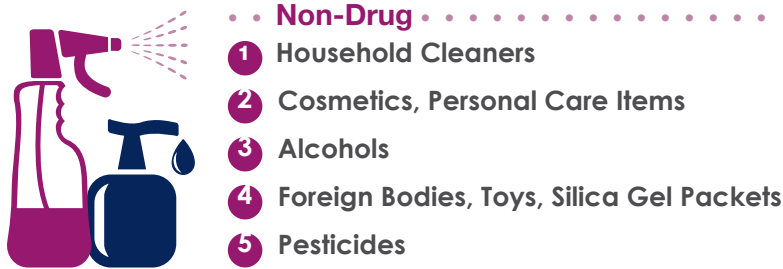 Non-Drug
1 Household Cleaners
2 Cosmetics, Personal Care Items
3 Alcohols
4 Foreign Bodies, Toys, Silica Gel Packets
5 Pesticides